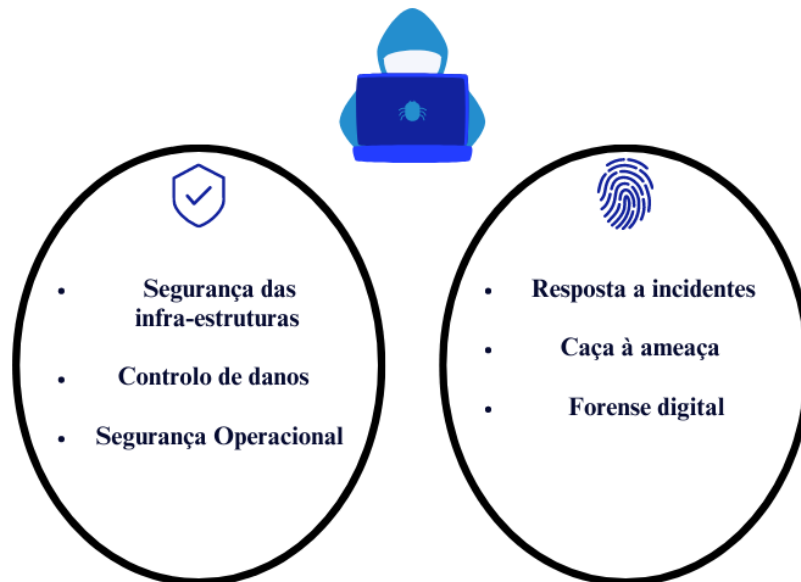 • Segurança das
infra-estruturas
• Controlo de danos
• Segurança Operacional
• Resposta a incidentes
• Caça à ameaça
• Forense digital